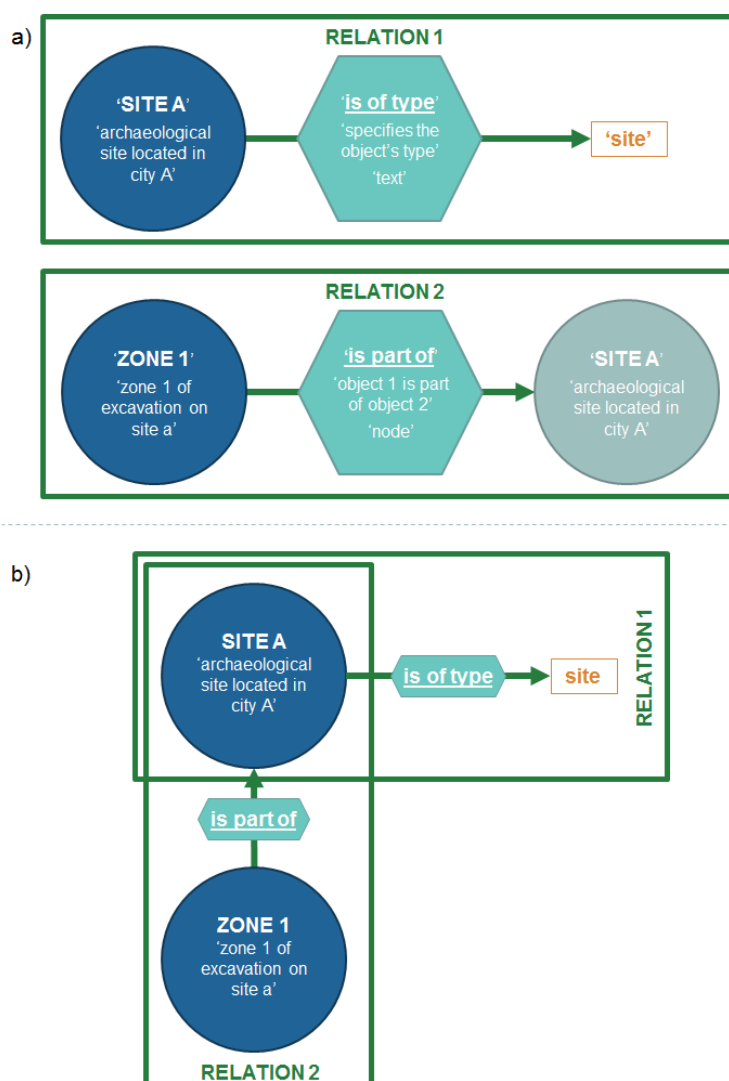 a)
RELATION 1
‘SITE A’
‘archaeological
site located in
city A’
‘is of type’
‘specifies the
object’s type’
‘text’
‘site’
RELATION 2
‘ZONE 1’
‘zone 1 of
excavation on
site a’
‘is part of’
‘object 1 is part
of object 2’
‘node’
‘SITE A’
‘archaeological
site located in
city A’
b)
SITE A
‘archaeological
site located in
city A’
is of type
site
RELATION 1
is part of
ZONE 1
‘zone 1 of
excavation on
site a’
RELATION 2